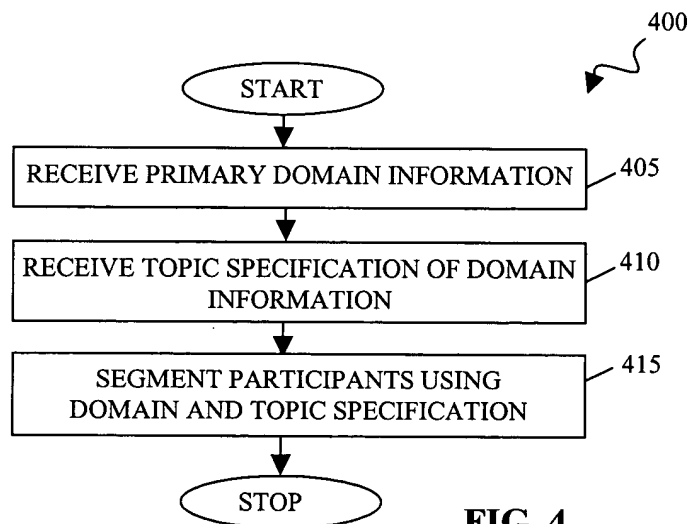 400
START
RECEIVE PRIMARY DOMAIN INFORMATION
405
RECEIVE TOPIC SPECIFICATION OF DOMAIN
INFORMATION
410
SEGMENT PARTICIPANTS USING
DOMAIN AND TOPIC SPECIFICATION
415
STOP
FIG. 4